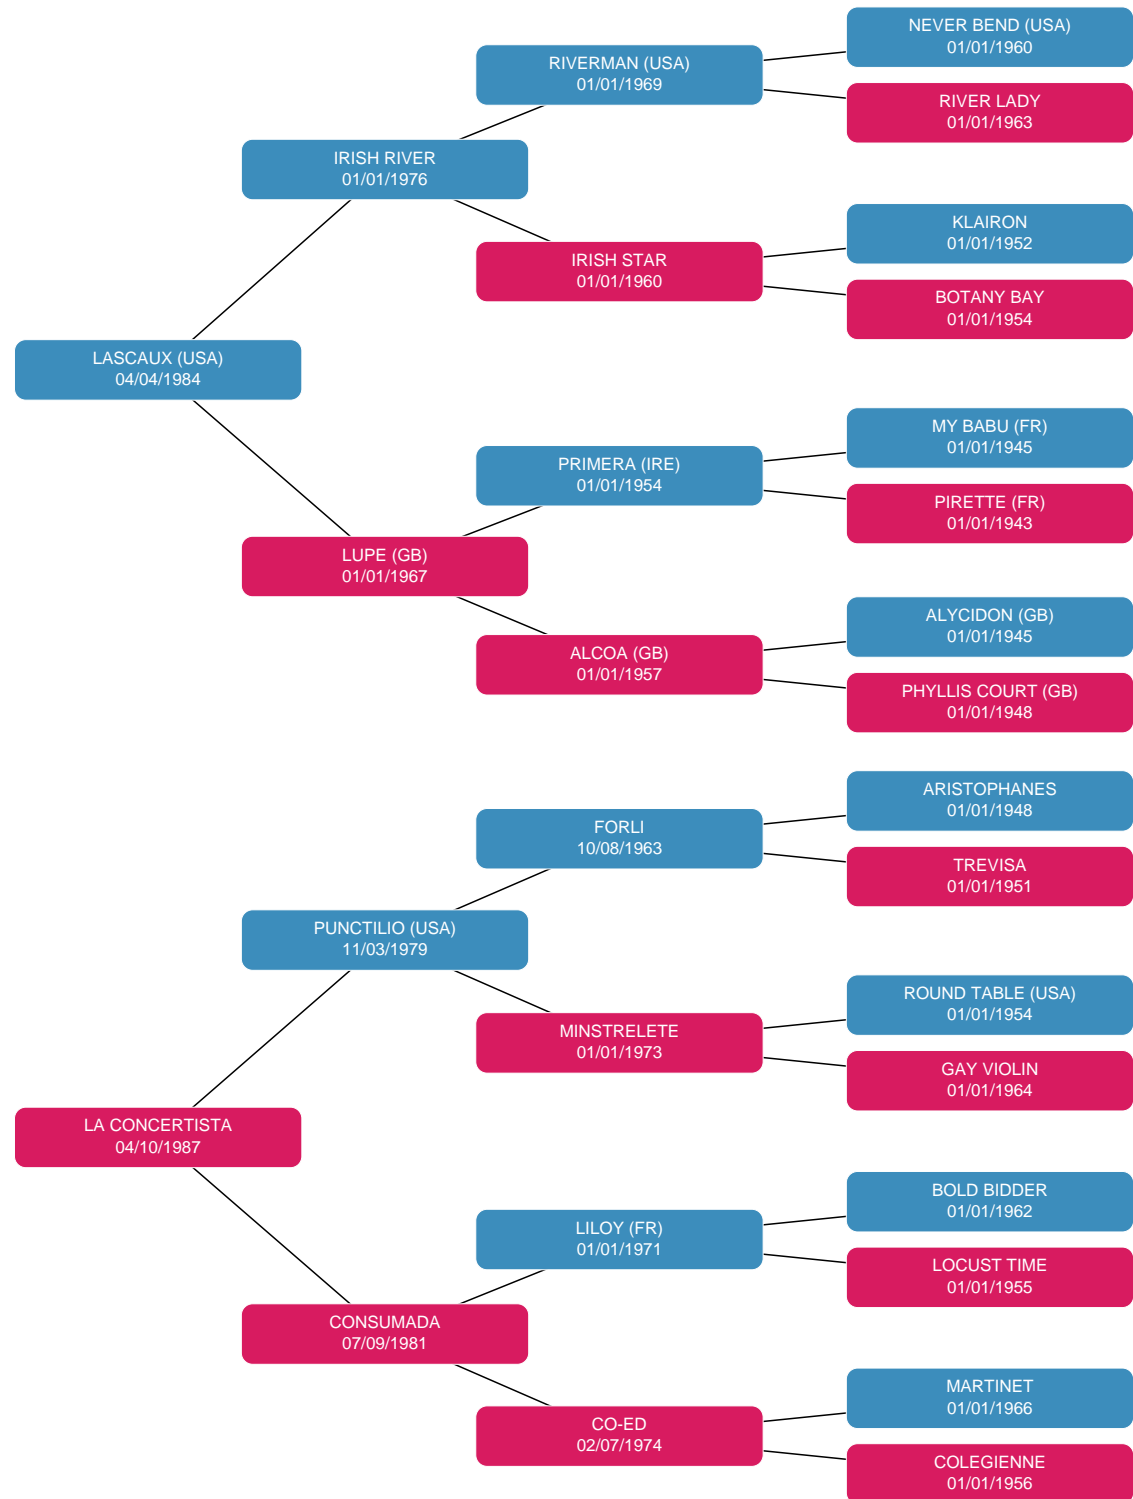 NEVER BEND (USA)
01/01/1960
RIVERMAN (USA)
01/01/1969
RIVER LADY
01/01/1963
IRISH RIVER
01/01/1976
KLAIRON
01/01/1952
IRISH STAR
01/01/1960
BOTANY BAY
01/01/1954
LASCAUX (USA)
04/04/1984
MY BABU (FR)
01/01/1945
PRIMERA (IRE)
01/01/1954
PIRETTE (FR)
01/01/1943
LUPE (GB)
01/01/1967
ALYCIDON (GB)
01/01/1945
ALCOA (GB)
01/01/1957
PHYLLIS COURT (GB)
01/01/1948
ARISTOPHANES
01/01/1948
FORLI
10/08/1963
TREVISA
01/01/1951
PUNCTILIO (USA)
11/03/1979
ROUND TABLE (USA)
01/01/1954
MINSTRELETE
01/01/1973
GAY VIOLIN
01/01/1964
LA CONCERTISTA
04/10/1987
BOLD BIDDER
01/01/1962
LILOY (FR)
01/01/1971
LOCUST TIME
01/01/1955
CONSUMADA
07/09/1981
MARTINET
01/01/1966
CO-ED
02/07/1974
COLEGIENNE
01/01/1956